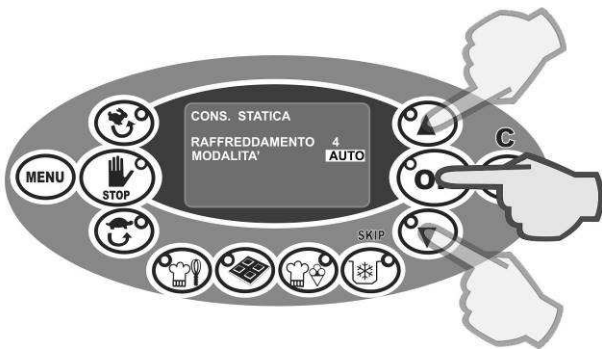 CONS. STATICA
RAFFREDDAMENTO 4
MODALITA' AUTO
C
MENU
STOP
SKIP